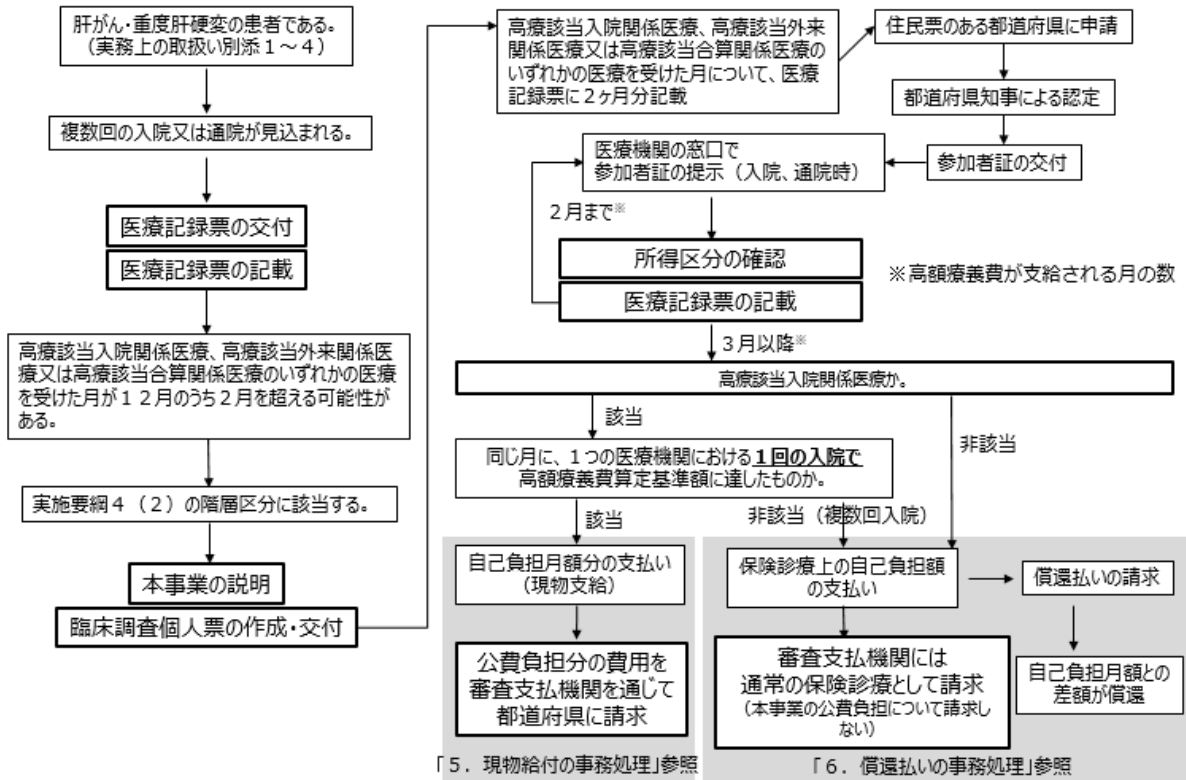 肝がん・重度肝硬変の患者である。
（実務上の取扱い別添１～４）
複数回の入院又は通院が見込まれる。
医療記録票の交付
医療記録票の記載
高療該当入院関係医療、高療該当外来関係医
療又は高療該当合算関係医療のいずれかの医療
を受けた月が１２月のうち２月を超える可能性が
ある。
実施要綱４（２）の階層区分に該当する。
本事業の説明
臨床調査個人票の作成・交付
高療該当入院関係医療、高療該当外来
関係医療又は高療該当合算関係医療の
いずれかの医療を受けた月について、医療
記録票に２ヶ月分記載
住民票のある都道府県に申請
都道府県知事による認定
参加者証の交付
医療機関の窓口で
参加者証の提示（入院、通院時）
２月まで※
所得区分の確認
医療記録票の記載
※高額療義費が支給される月の数
３月以降※
高療該当入院関係医療か。
該当
非該当
同じ月に、１つの医療機関における１回の入院で
高額療義費算定基準額に達したものか。
該当
非該当（複数回入院）
自己負担月額分の支払い
（現物支給）
公費負担分の費用を
審査支払機関を通じて
都道府県に請求
「５．現物給付の事務処理」参照
保険診療上の自己負担額
の支払い
償還払いの請求
審査支払機関には
通常の保険診療として請求
（本事業の公費負担について請求し
ない）
自己負担月額との
差額が償還
「６．償還払いの事務処理」参照